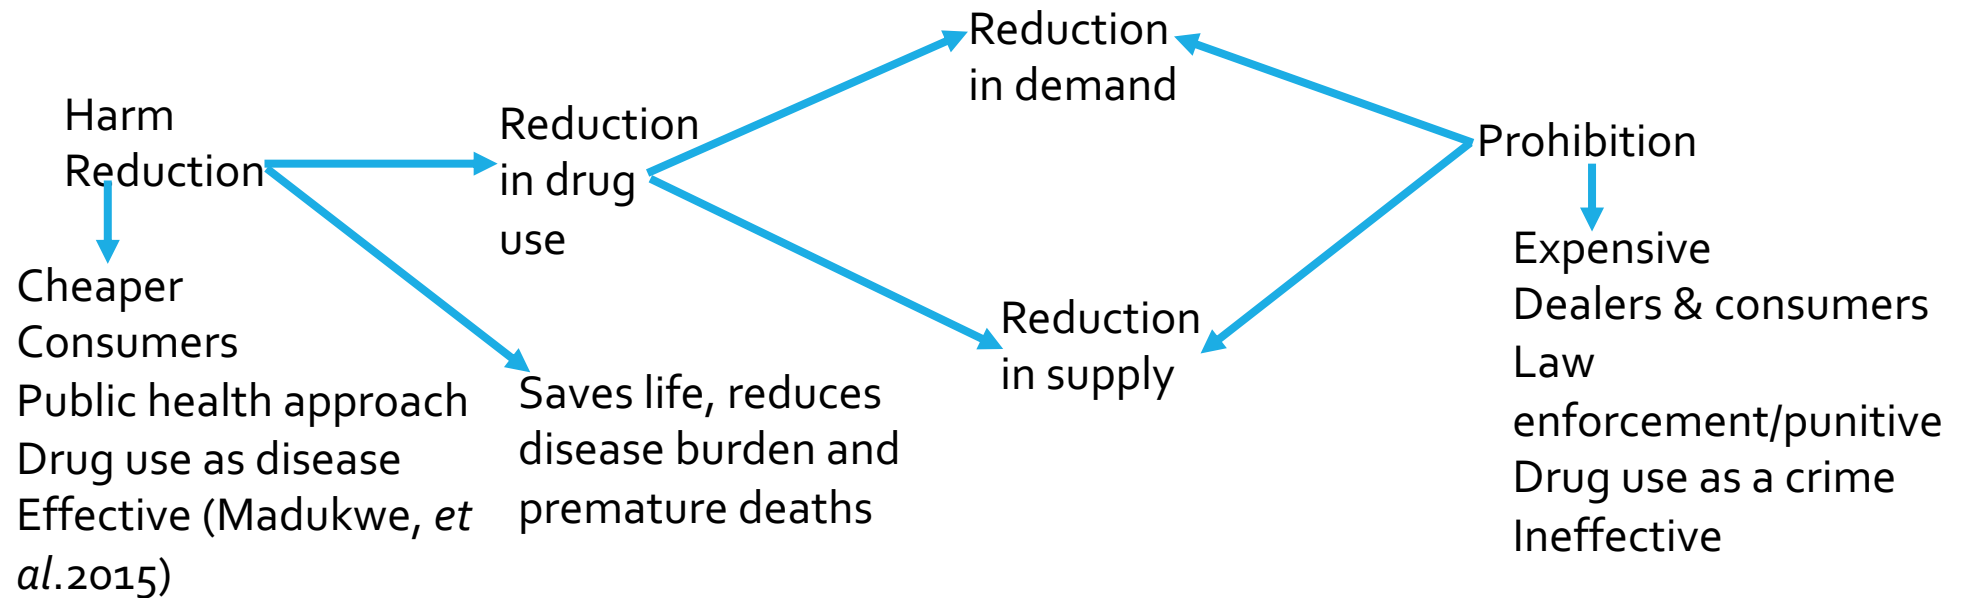 Harm
Reduction
Cheaper
Consumers
Public health approach
Drug use as disease
Effective (Madukwe, et
al.2015)
Reduction
in drug
use
Saves life, reduces
disease burden and
premature deaths
Reduction
in demand
Reduction
in supply
Prohibition
Expensive
Dealers & consumers
Law
enforcement/punitive
Drug use as a crime
Ineffective